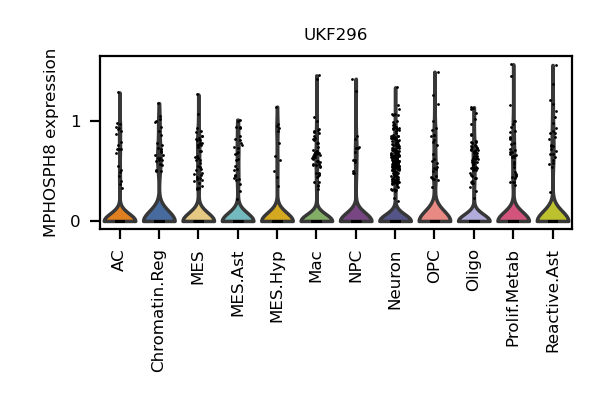 UKF296
MPHOSPH8 expression
1
0
AC
Chromatin.Reg
MES
MES.Ast
MES.Hyp
Mac
NPC
Neuron
OPC
Oligo
Prolif.Metab
Reactive.Ast